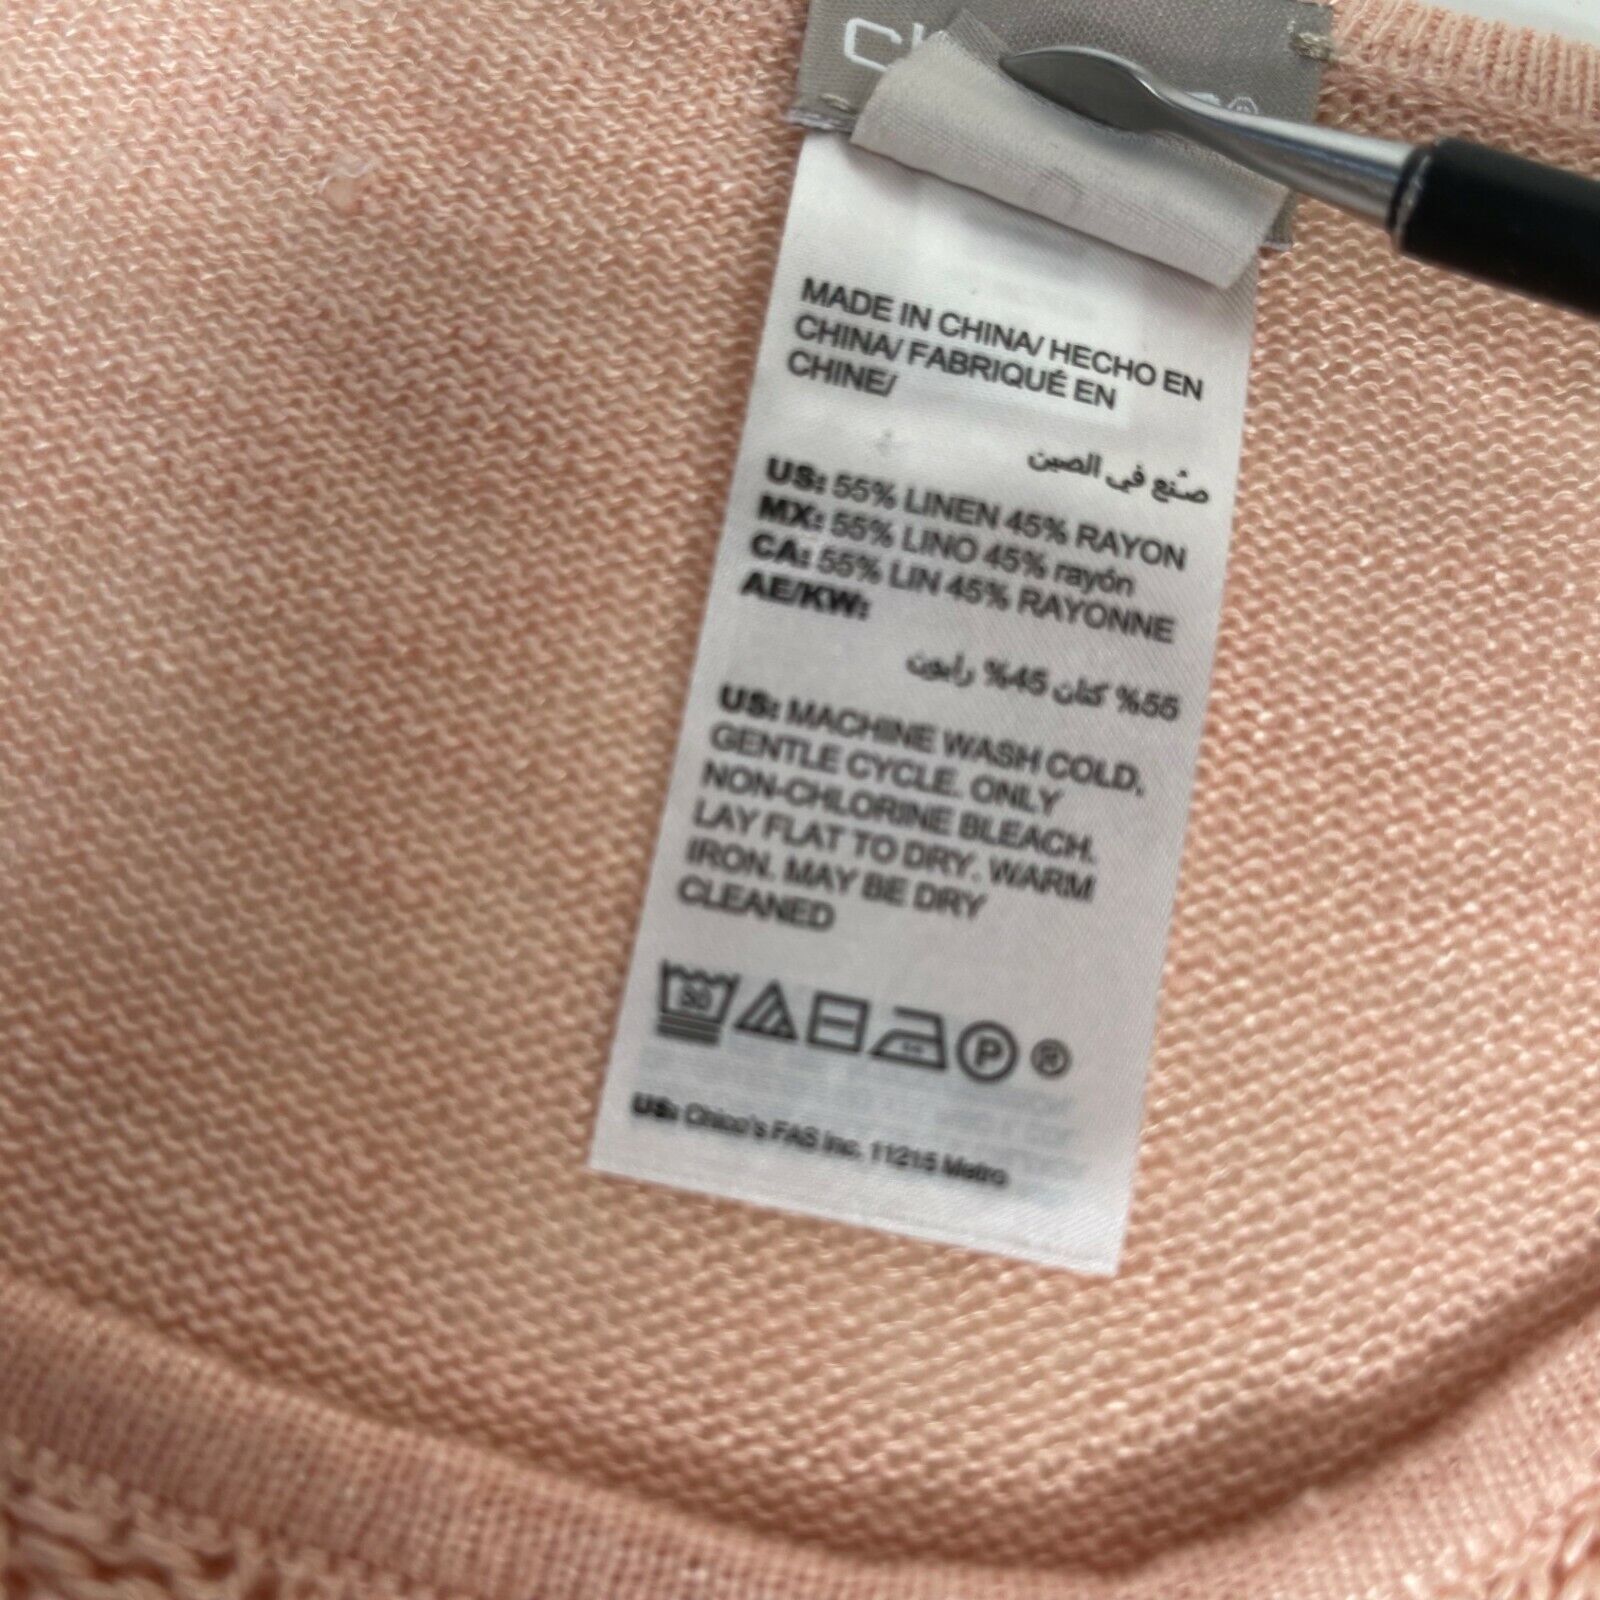 MADE IN CHINA/ HECHO EN
CHINA/ FABRIQUÉ EN
CHINE/
صُنع في الصين
US: 55% LINEN 45% RAYON
MX: 55% LINO 45% rayón
CA: 55% LIN 45% RAYONNE
AE/KW:
55% كتان 45% رايون
US: MACHINE WASH COLD,
GENTLE CYCLE. ONLY
NON-CHLORINE BLEACH.
LAY FLAT TO DRY. WARM
IRON. MAY BE DRY
CLEANED
30 P ®
US: Chico's FAS Inc. 11215 Metro